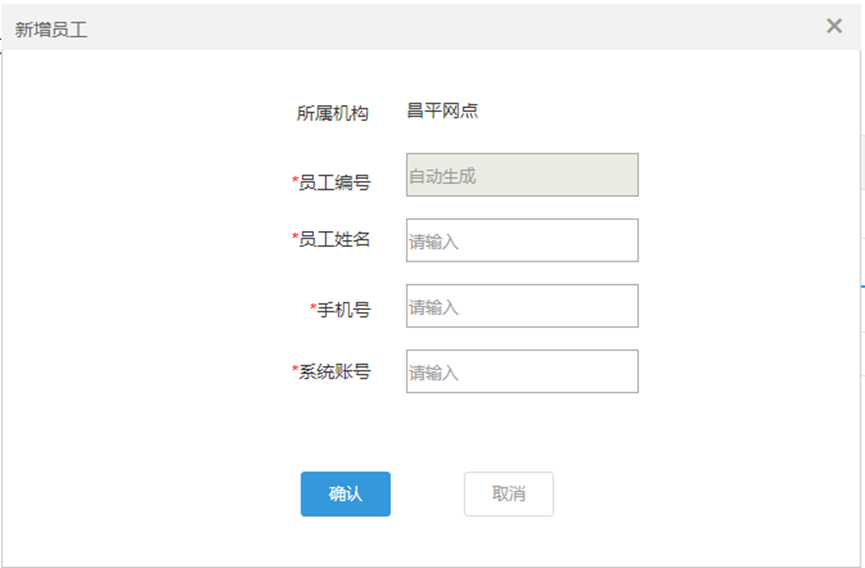 新增员工
所属机构 昌平网点
*员工编号 自动生成
*员工姓名 请输入
*手机号 请输入
*系统账号 请输入
确认 取消